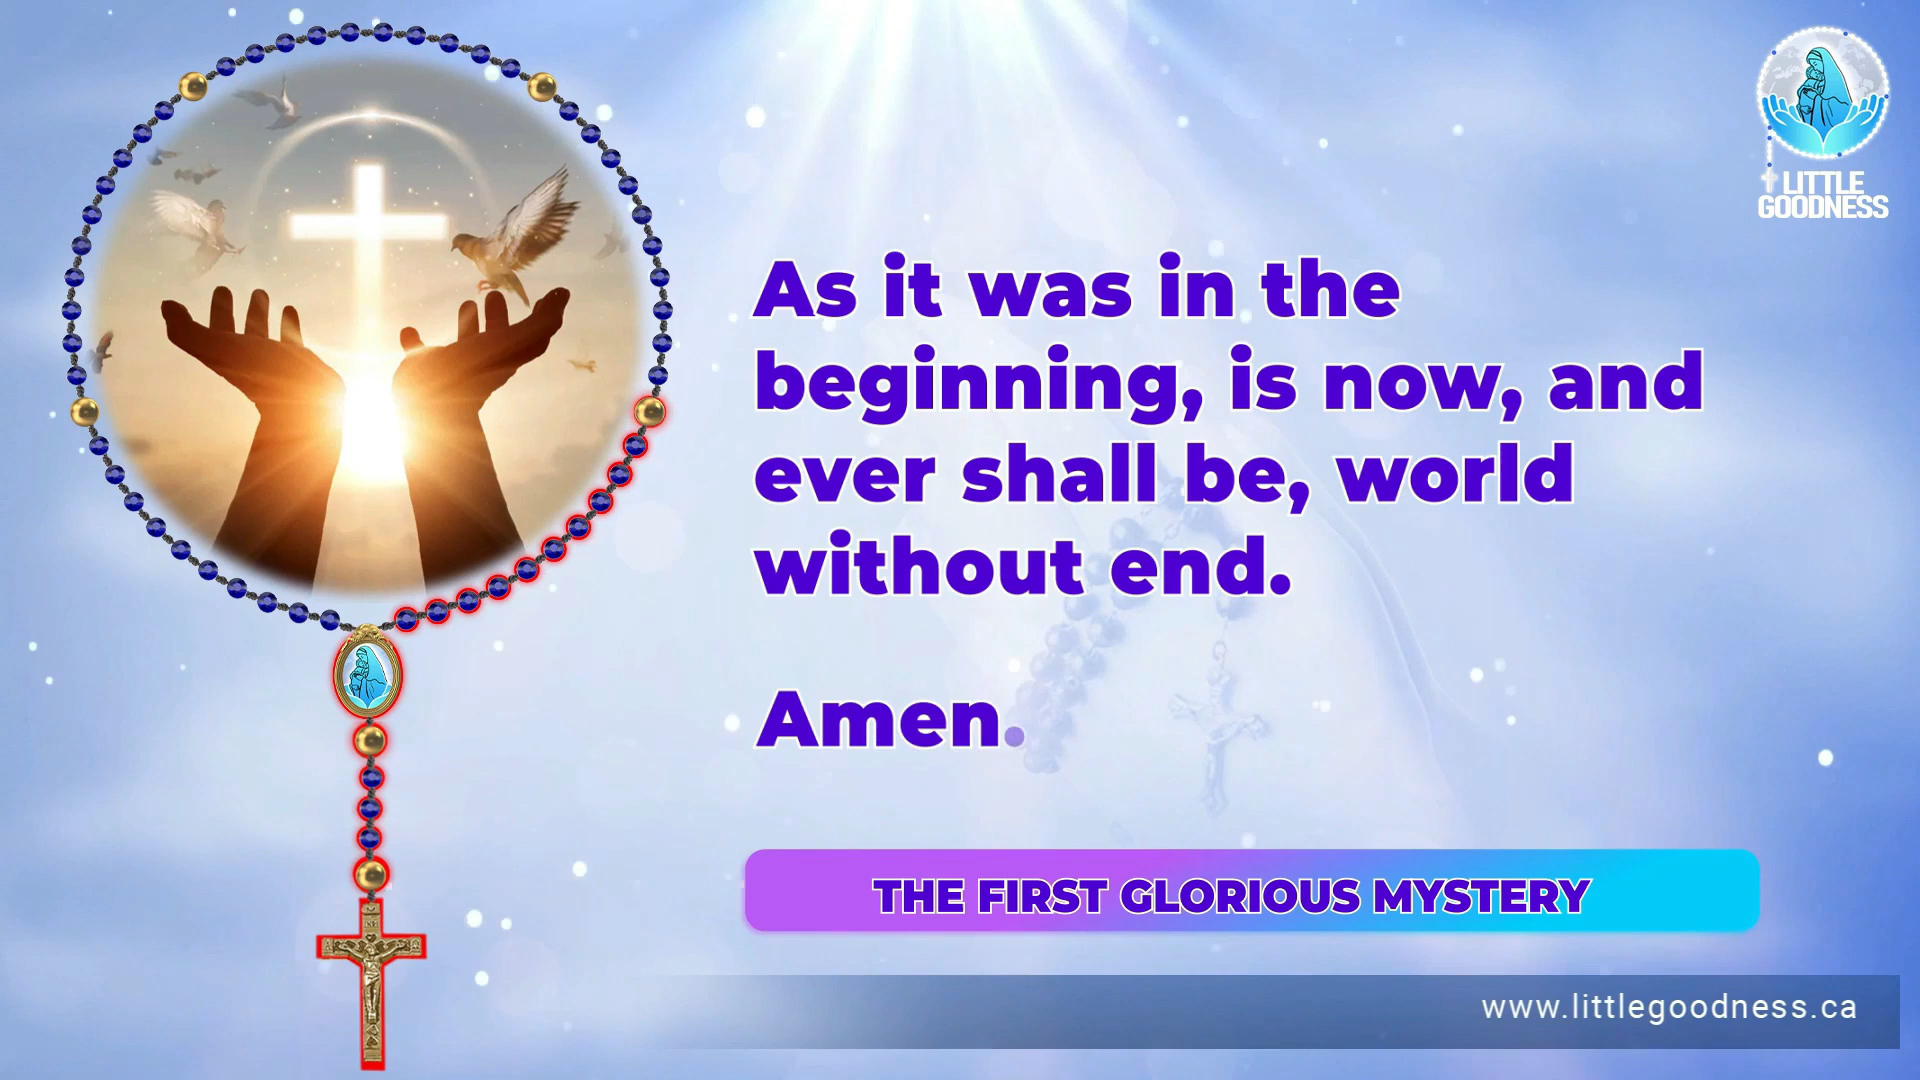 LITTLE
GOODNESS
As it was in the
beginning, is now, and
ever shall be, world
without end.
Amen.
THE FIRST GLORIOUS MYSTERY
www.littlegoodness.ca